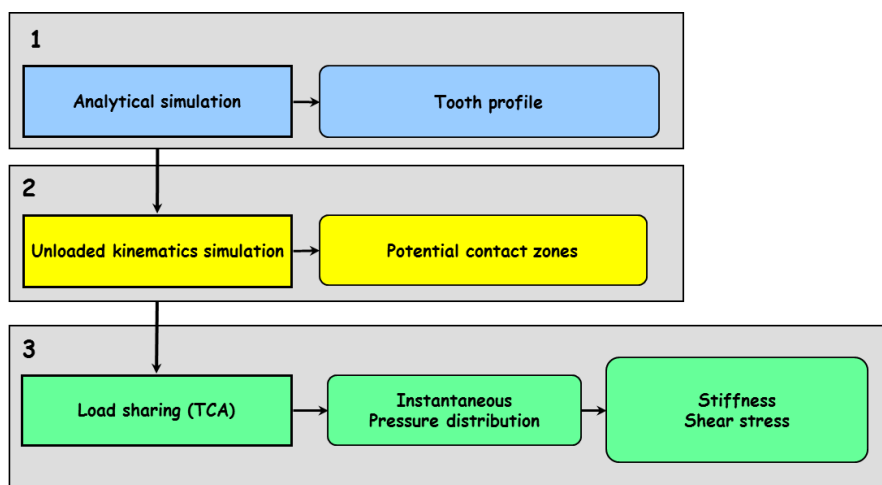 1
Analytical simulation
Tooth profile
2
Unloaded kinematics simulation
Potential contact zones
3
Load sharing (TCA)
Instantaneous
Pressure distribution
Stiffness
Shear stress